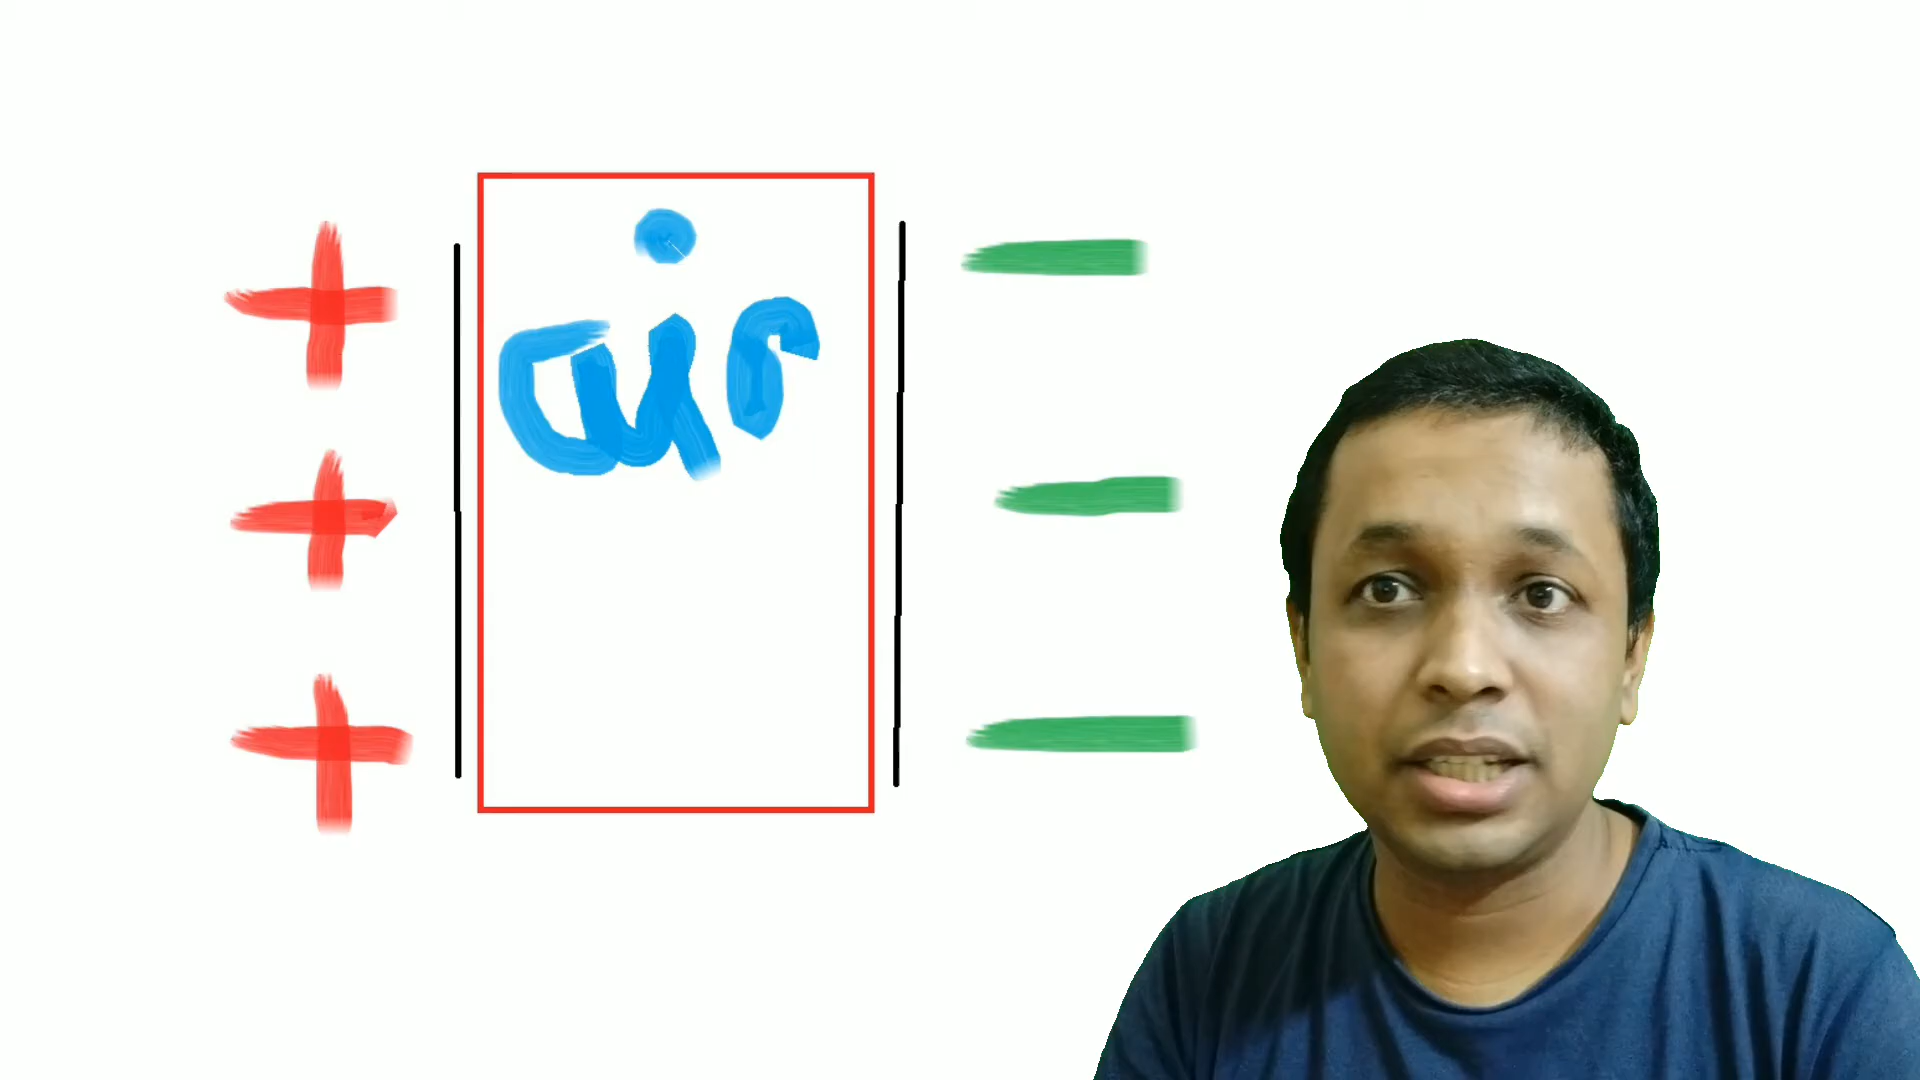 + air -
+ -
+ -